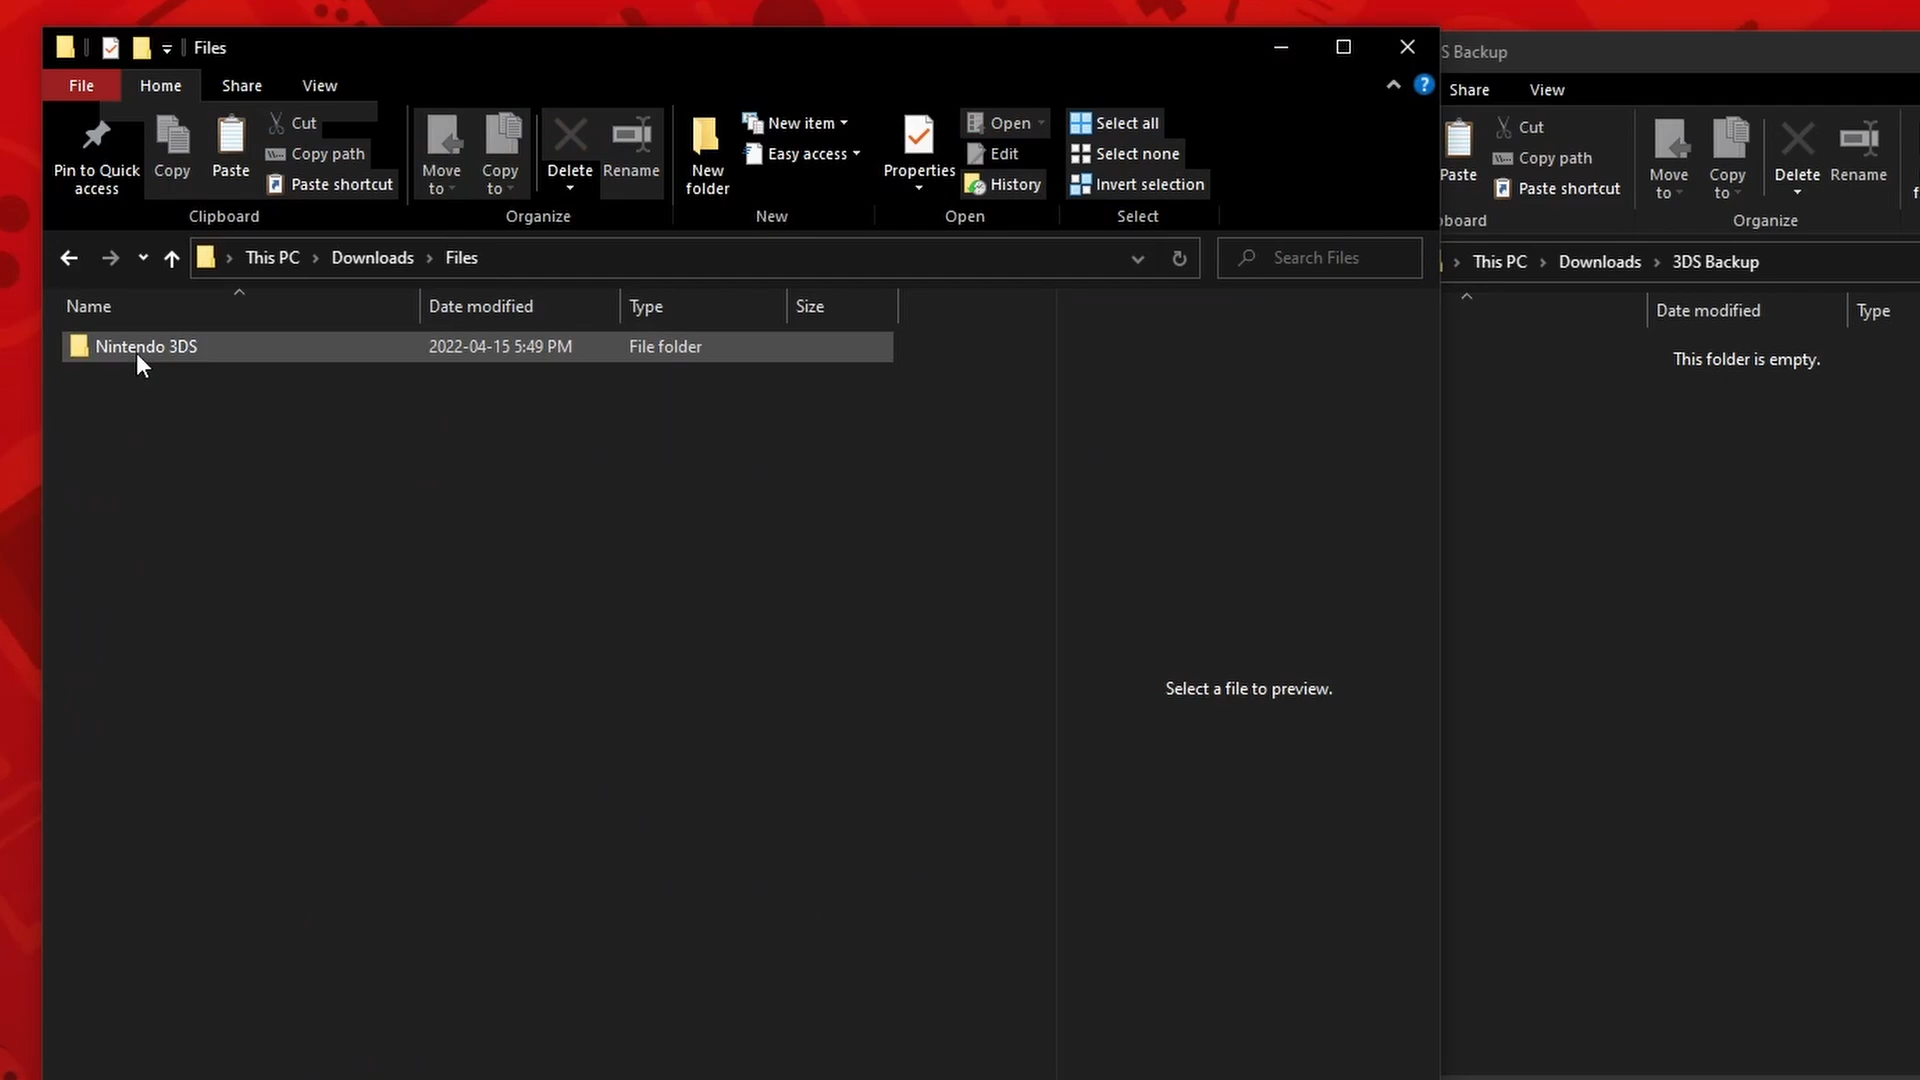 Files
File Home Share View
Pin to Quick access
Copy
Paste
Cut
Copy path
Paste shortcut
Clipboard
Move to
Copy to
Delete
Rename
Organize
New folder
New item
Easy access
New
Properties
Open
Edit
History
Open
Select all
Select none
Invert selection
Select
This PC > Downloads > Files
Search Files
Name Date modified Type Size
Nintendo 3DS 2022-04-15 5:49 PM File folder
Select a file to preview.
S Backup
Share View
Paste
Cut
Copy path
Paste shortcut
board
Move to
Copy to
Delete
Rename
f
Organize
This PC > Downloads > 3DS Backup
Date modified Type
This folder is empty.